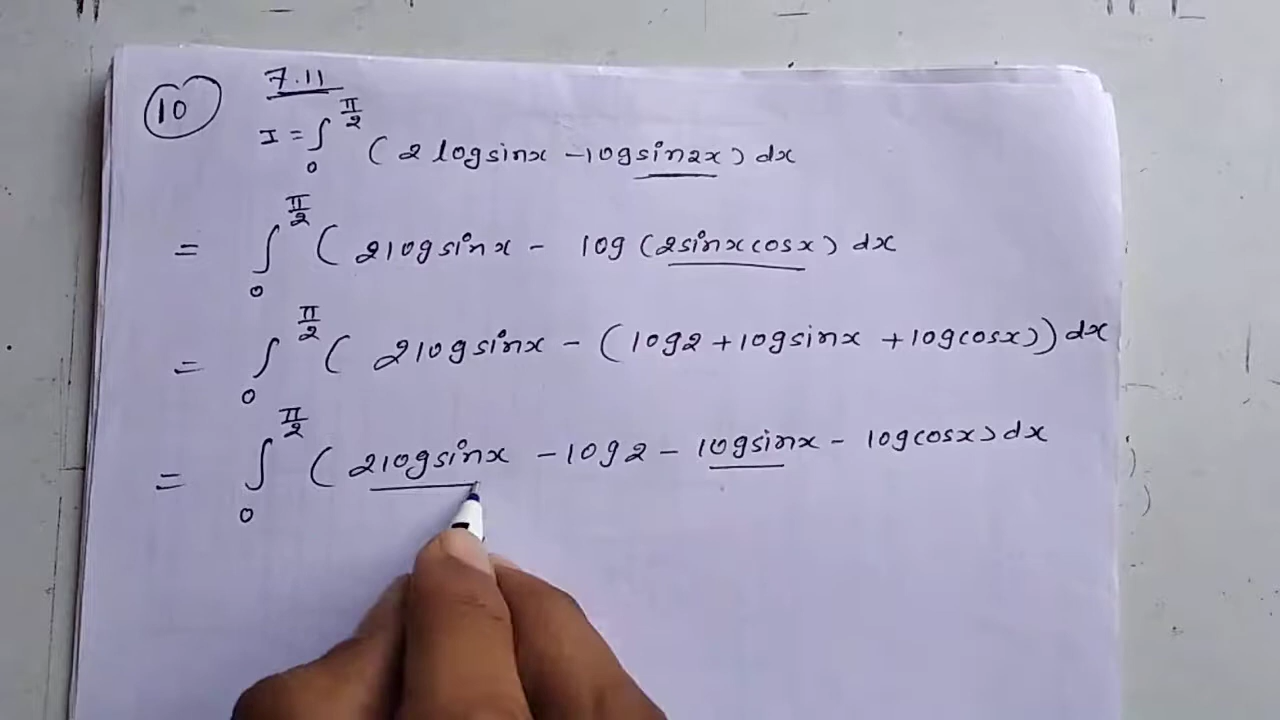 10 7.11
I = ∫₀^(π/2) (2 log sinx - log sin2x) dx
= ∫₀^(π/2) (2 log sinx - log (2 sinx cosx) dx
= ∫₀^(π/2) (2 log sinx - (log2 + log sinx + log cosx)) dx
= ∫₀^(π/2) (2 log sinx - log2 - log sinx - log cosx) dx